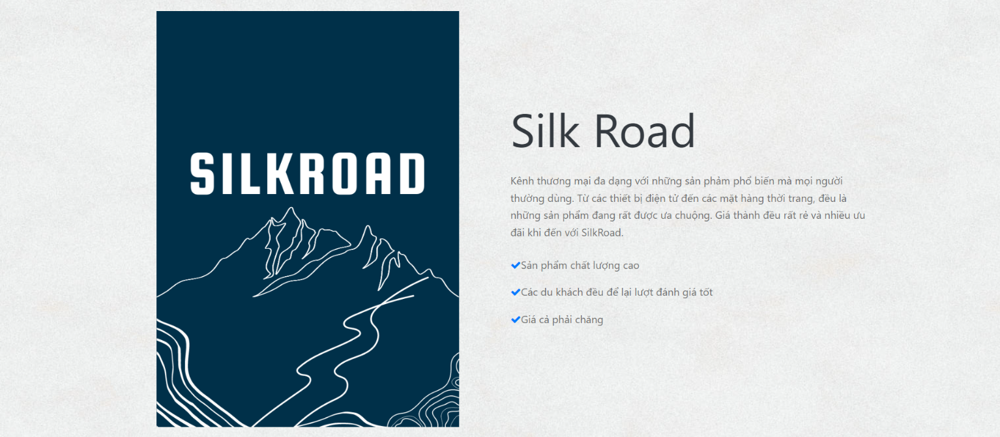 SILKROAD
Silk Road
Kênh thương mại đa dạng với những sản phảm phổ biến mà mọi người
thường dùng. Từ các thiết bị điện tử đến các mặt hàng thời trang, đều là
những sản phẩm đang rất được ưa chuộng. Giá thành đều rất rẻ và nhiều ưu
đãi khi đến với SilkRoad.
Sản phẩm chất lượng cao
Các du khách đều để lại lượt đánh giá tốt
Giá cả phải chăng